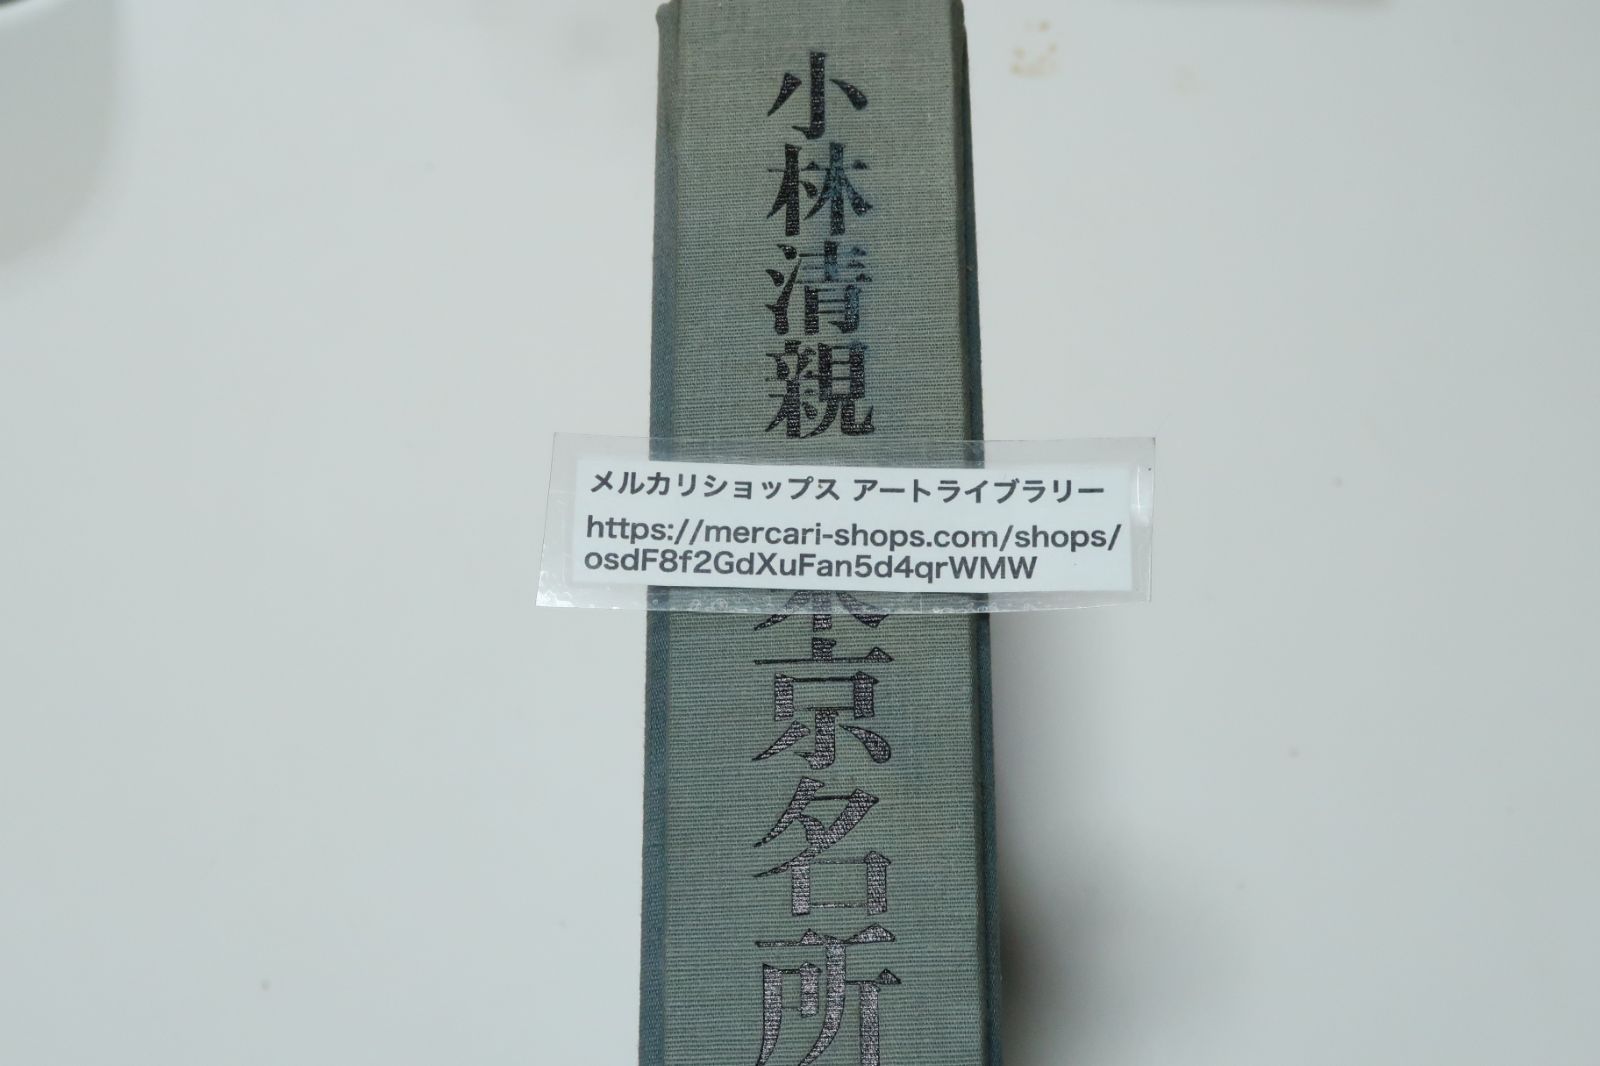 小林清親
メルカリショップス アートライブラリー
https://mercari-shops.com/shops/
osdF8f2GdXuFan5d4qrWMW
京名所